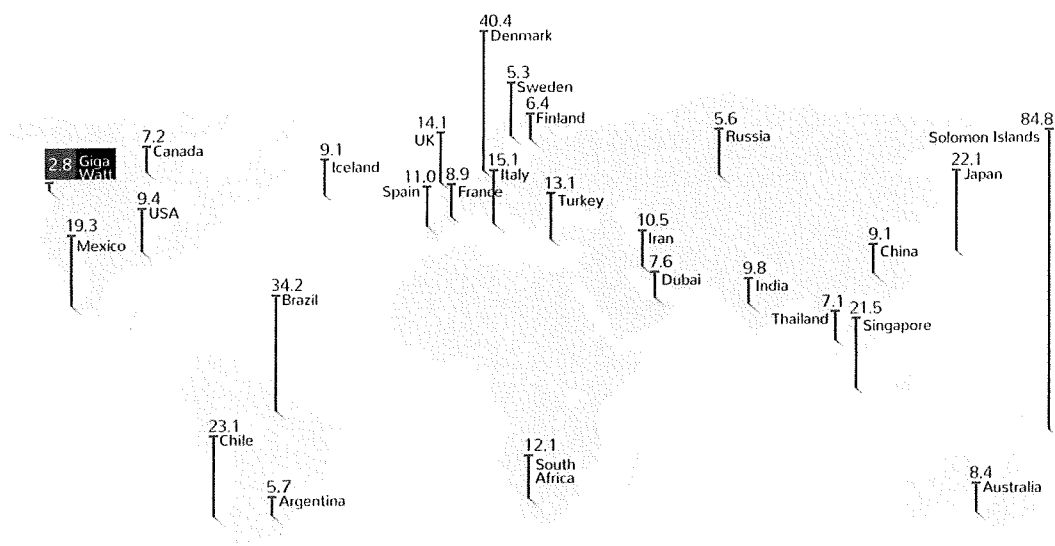 40.4
Denmark
5.3
Sweden
6.4
Finland
14.1
UK
7.2
Canada
2.8 Giga
Watt
9.1
Iceland
11.0
Spain
8.9
France
15.1
Italy
13.1
Turkey
5.6
Russia
84.8
Solomon Islands
22.1
Japan
9.4
USA
19.3
Mexico
10.5
Iran
7.6
Dubai
9.8
India
9.1
China
7.1
Thailand
21.5
Singapore
34.2
Brazil
23.1
Chile
5.7
Argentina
12.1
South
Africa
8.4
Australia